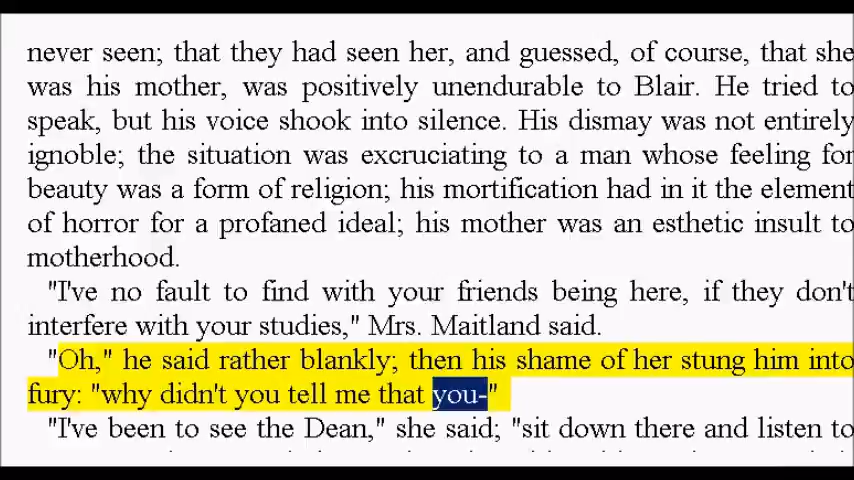 never seen; that they had seen her, and guessed, of course, that she
was his mother, was positively unendurable to Blair. He tried to
speak, but his voice shook into silence. His dismay was not entirely
ignoble; the situation was excruciating to a man whose feeling for
beauty was a form of religion; his mortification had in it the element
of horror for a profaned ideal; his mother was an esthetic insult to
motherhood.
"I've no fault to find with your friends being here, if they don't
interfere with your studies," Mrs. Maitland said.
"Oh," he said rather blankly; then his shame of her stung him into
fury: "why didn't you tell me that you-"
"I've been to see the Dean," she said; "sit down there and listen to